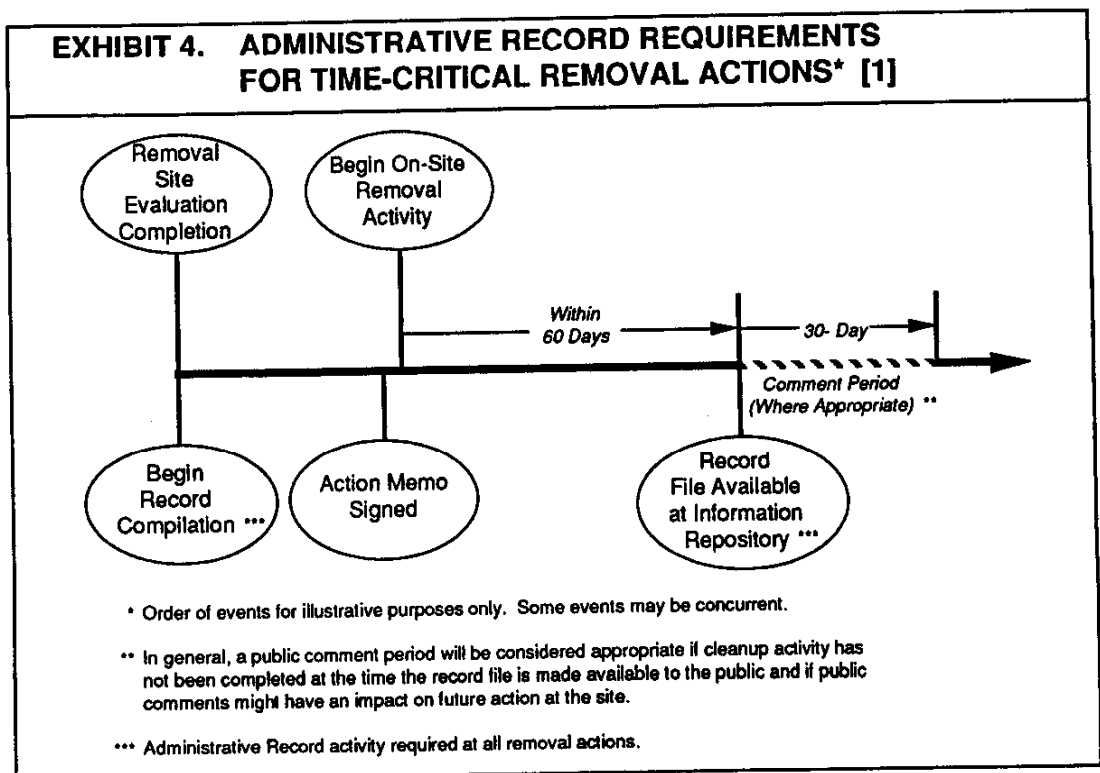 EXHIBIT 4. ADMINISTRATIVE RECORD REQUIREMENTS
FOR TIME-CRITICAL REMOVAL ACTIONS* [1]
Removal
Site
Evaluation
Completion
Begin On-Site
Removal
Activity
Within
60 Days
30- Day
Comment Period
(Where Appropriate) **
Begin
Record
Compilation ***
Action Memo
Signed
Record
File Available
at Information
Repository ***
* Order of events for illustrative purposes only. Some events may be concurrent.
** In general, a public comment period will be considered appropriate if cleanup activity has
not been completed at the time the record file is made available to the public and if public
comments might have an impact on future action at the site.
*** Administrative Record activity required at all removal actions.